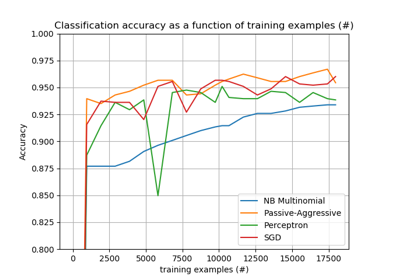 Classification accuracy as a function of training examples (#)
1.000
0.975
0.950
0.925
0.900
0.875
0.850
0.825
0.800
Accuracy
0 2500 5000 7500 10000 12500 15000 17500
training examples (#)
NB Multinomial
Passive-Aggressive
Perceptron
SGD